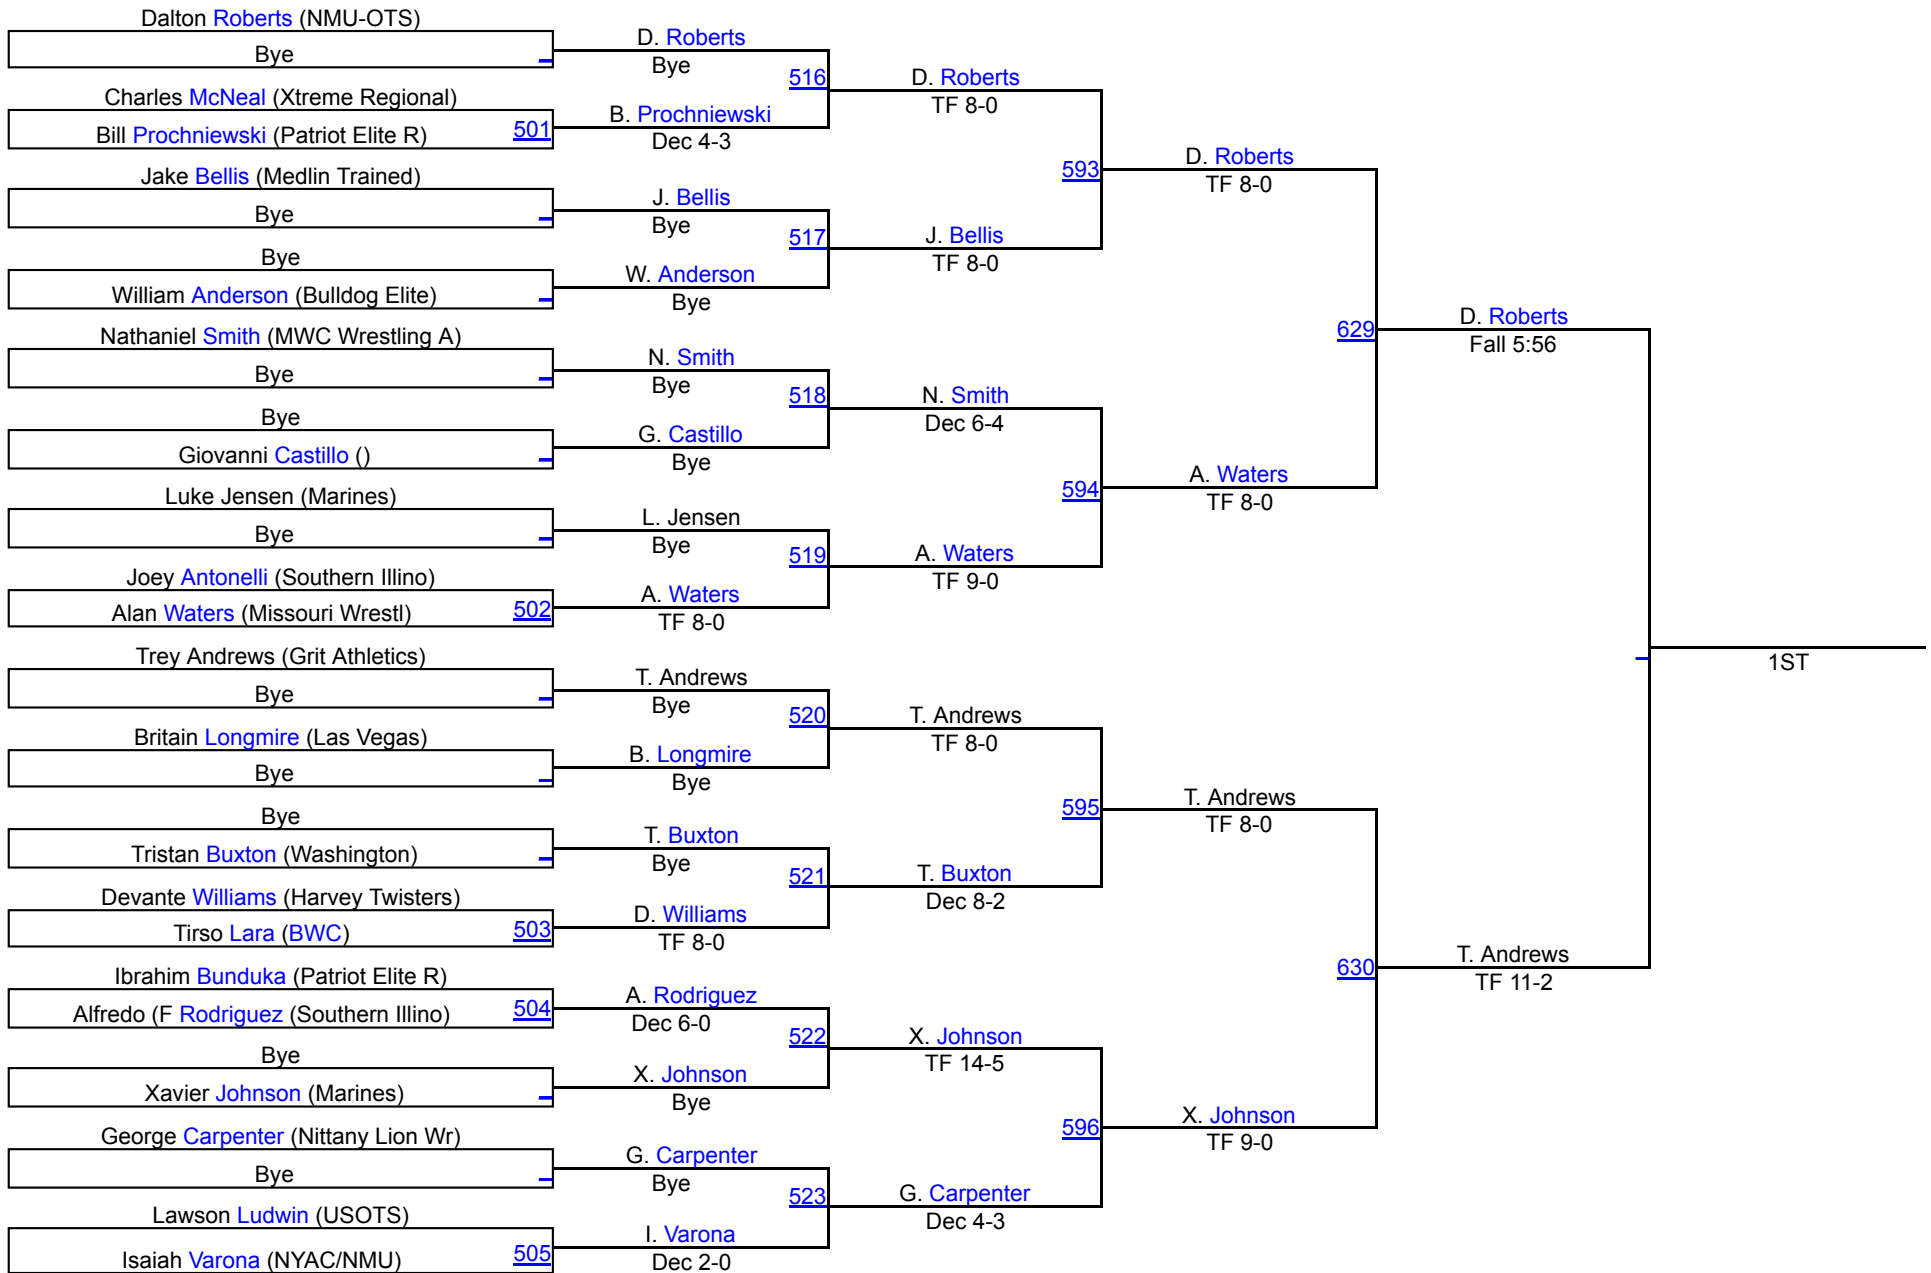 Dalton Roberts (NMU-OTS)
Bye
Charles McNeal (Xtreme Regional)
Bill Prochniewski (Patriot Elite R)
501
Jake Bellis (Medlin Trained)
Bye
Bye
William Anderson (Bulldog Elite)
Nathaniel Smith (MWC Wrestling A)
Bye
Bye
Giovanni Castillo ()
Luke Jensen (Marines)
Bye
Joey Antonelli (Southern Illino)
Alan Waters (Missouri Wrestl)
502
Trey Andrews (Grit Athletics)
Bye
Britain Longmire (Las Vegas)
Bye
Bye
Tristan Buxton (Washington)
Devante Williams (Harvey Twisters)
Tirso Lara (BWC)
503
Ibrahim Bunduka (Patriot Elite R)
Alfredo (F Rodriguez (Southern Illino)
504
Bye
Xavier Johnson (Marines)
George Carpenter (Nittany Lion Wr)
Bye
Lawson Ludwin (USOTS)
Isaiah Varona (NYAC/NMU)
505
D. Roberts
Bye
516
B. Prochniewski
Dec 4-3
J. Bellis
Bye
517
W. Anderson
Bye
N. Smith
Bye
518
G. Castillo
Bye
L. Jensen
Bye
519
A. Waters
TF 8-0
T. Andrews
Bye
520
B. Longmire
Bye
T. Buxton
Bye
521
D. Williams
TF 8-0
A. Rodriguez
Dec 6-0
522
X. Johnson
Bye
G. Carpenter
Bye
523
I. Varona
Dec 2-0
D. Roberts
TF 8-0
593
J. Bellis
TF 8-0
N. Smith
Dec 6-4
594
A. Waters
TF 9-0
T. Andrews
TF 8-0
595
T. Buxton
Dec 8-2
X. Johnson
TF 14-5
596
G. Carpenter
Dec 4-3
D. Roberts
TF 8-0
629
A. Waters
TF 8-0
T. Andrews
TF 8-0
630
X. Johnson
TF 9-0
D. Roberts
Fall 5:56
T. Andrews
TF 11-2
1ST